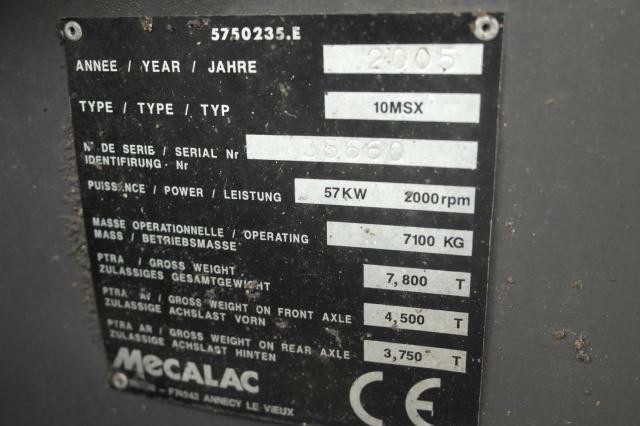 5750235.E
ANNEE / YEAR / JAHRE 2005
TYPE / TYPE / TYP 10MSX
N° DE SERIE / SERIAL Nr
IDENTIFIRUNG Nr
PUISSANCE / POWER / LEISTUNG 57KW 2000rpm
MASSE OPERATIONNELLE / OPERATING
MASS / BETRIEBSMASSE 7100 KG
PTRA / GROSS WEIGHT
ZULASSIGES GESAMTGEWICHT 7,800 T
PTRA AV / GROSS WEIGHT ON FRONT AXLE
ZULASSIGE ACHSLAST VORN 4,500 T
PTRA AR / GROSS WEIGHT ON REAR AXLE
ZULASSIGE ACHSLAST HINTEN 3,750 T
MECALAC CE
ANNECY LE VIEUX